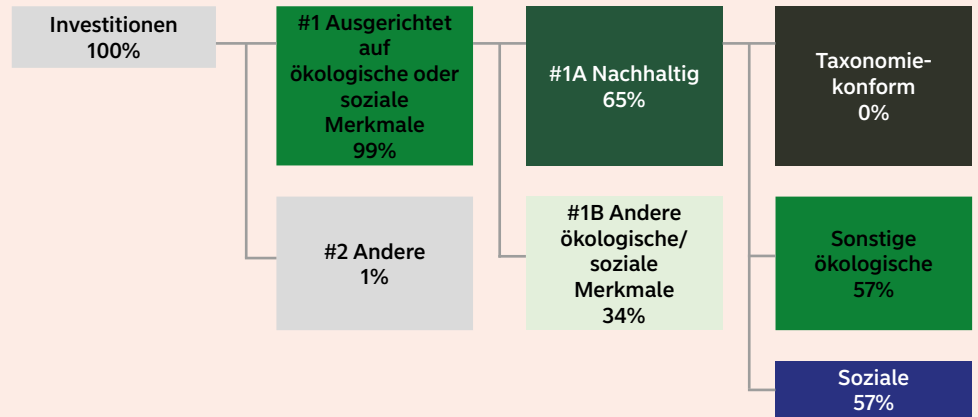 Investitionen
100%
#1 Ausgerichtet
auf
ökologische oder
soziale
Merkmale
99%
#1A Nachhaltig
65%
Taxonomie-
konform
0%
#2 Andere
1%
#1B Andere
ökologische/
soziale
Merkmale
34%
Sonstige
ökologische
57%
Soziale
57%